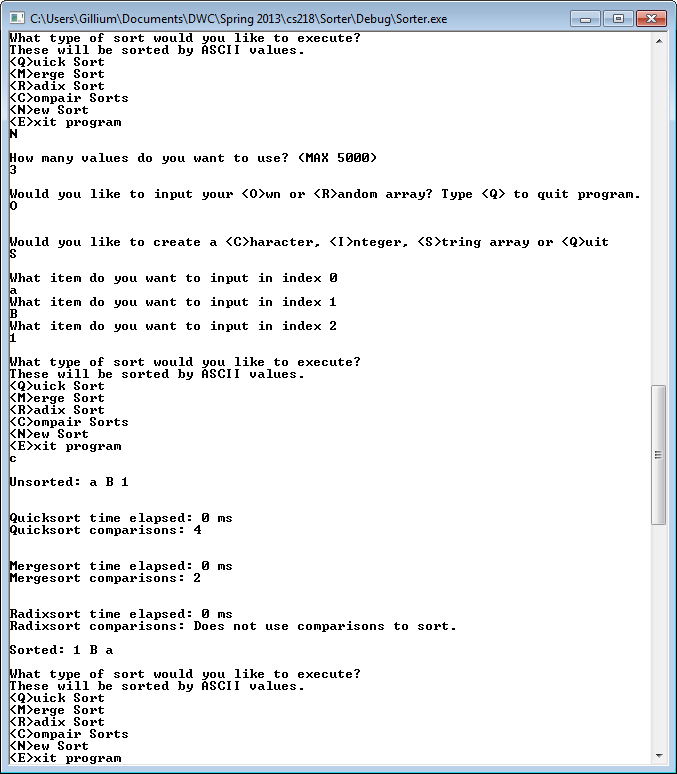 C:\Users\Gillium\Documents\DWC\Spring 2013\cs218\Sorter\Debug\Sorter.exe
What type of sort would you like to execute?
These will be sorted by ASCII values.
<Q>uick Sort
<M>erge Sort
<R>adix Sort
<C>ompair Sorts
<N>ew Sort
<E>xit program
N
How many values do you want to use? (MAX 5000)
3
Would you like to input your <O>wn or <R>andom array? Type <Q> to quit program.
O
Would you like to create a <C>haracter, <I>nteger, <S>tring array or <Q>uit
S
What item do you want to input in index 0
a
What item do you want to input in index 1
B
What item do you want to input in index 2
1
What type of sort would you like to execute?
These will be sorted by ASCII values.
<Q>uick Sort
<M>erge Sort
<R>adix Sort
<C>ompair Sorts
<N>ew Sort
<E>xit program
c
Unsorted: a B 1
Quicksort time elapsed: 0 ms
Quicksort comparisons: 4
Mergesort time elapsed: 0 ms
Mergesort comparisons: 2
Radixsort time elapsed: 0 ms
Radixsort comparisons: Does not use comparisons to sort.
Sorted: 1 B a
What type of sort would you like to execute?
These will be sorted by ASCII values.
<Q>uick Sort
<M>erge Sort
<R>adix Sort
<C>ompair Sorts
<N>ew Sort
<E>xit program